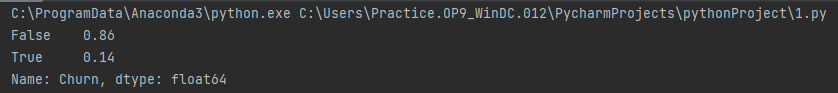 C:\ProgramData\Anaconda3\python.exe C:\Users\Practice.OP9_WinDC.012\PycharmProjects\pythonProject\1.py
False    0.86
True     0.14
Name: Churn, dtype: float64